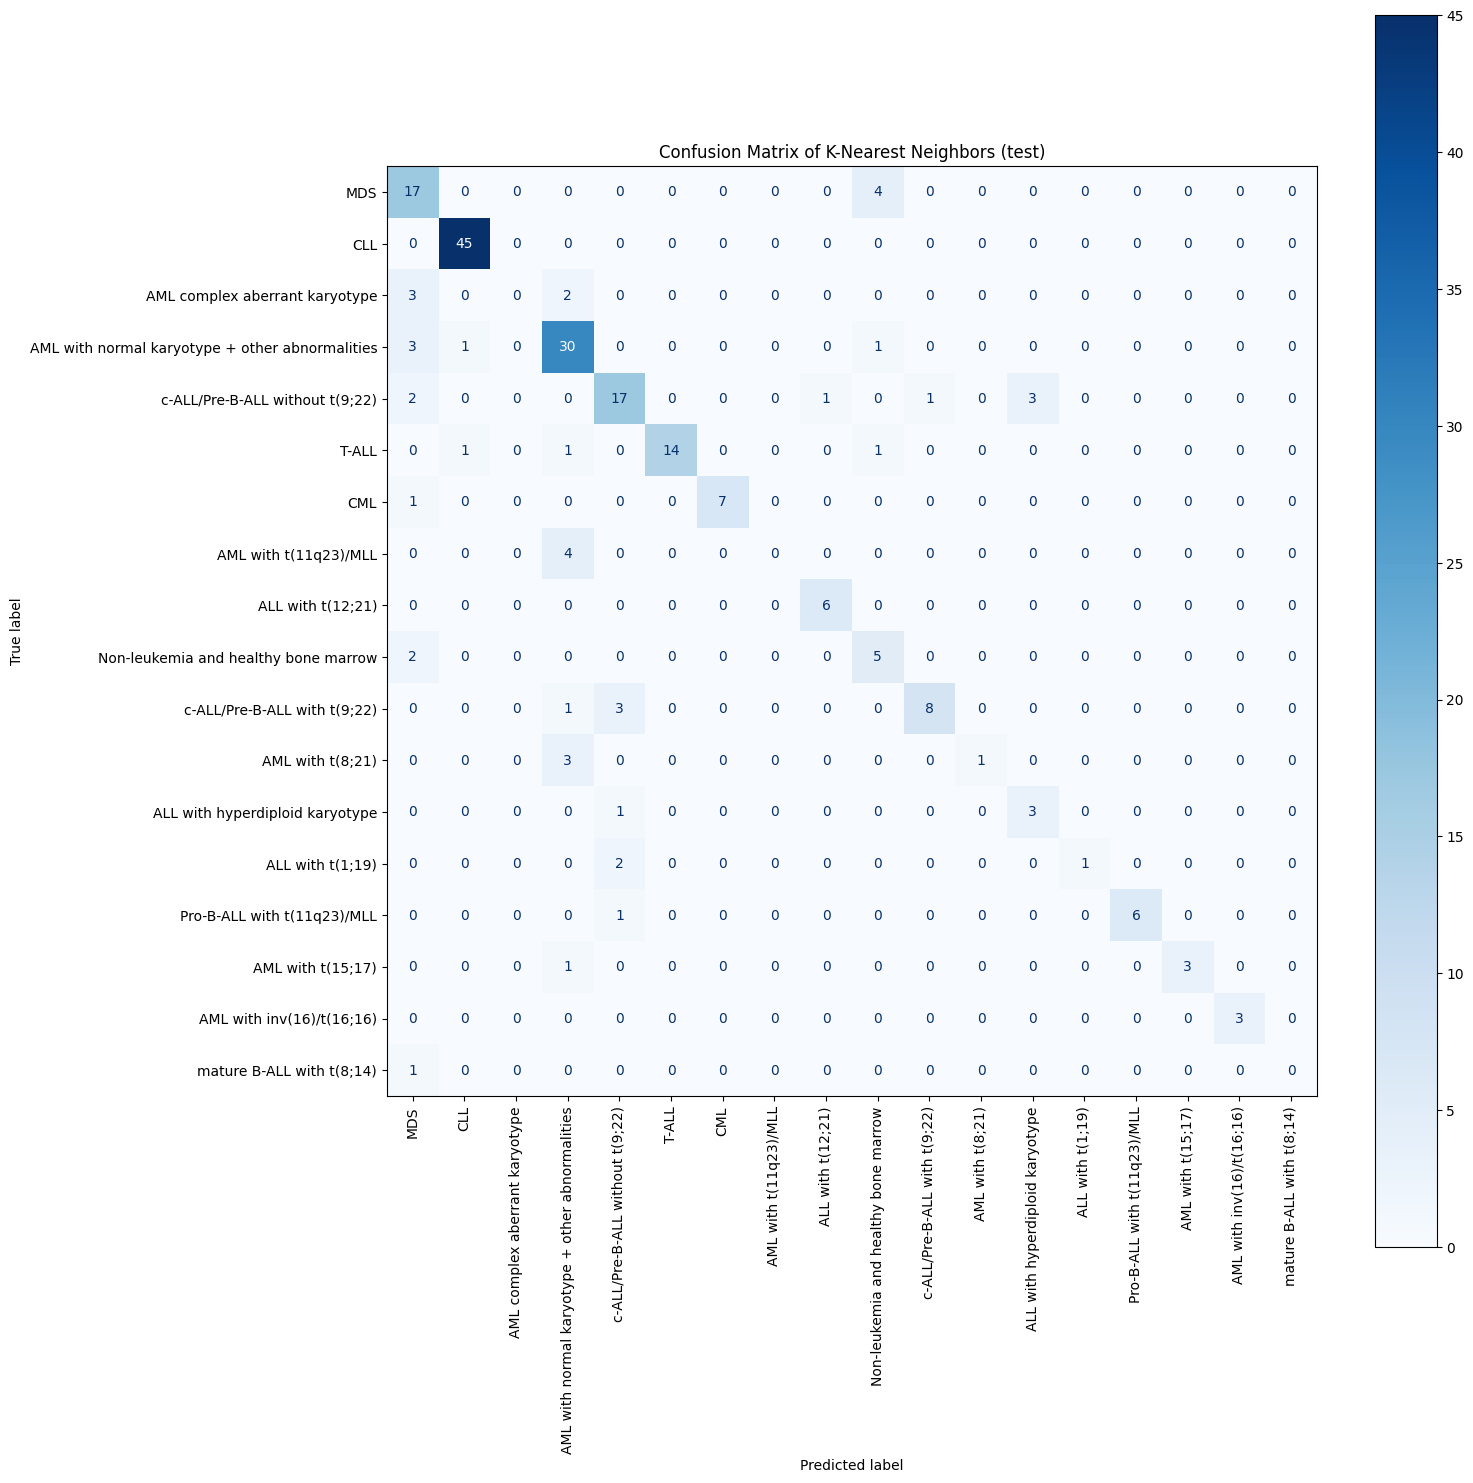 Confusion Matrix of K-Nearest Neighbors (test)
True label
MDS 17 0 0 0 0 0 0 0 0 4 0 0 0 0 0 0 0 0
CLL 0 45 0 0 0 0 0 0 0 0 0 0 0 0 0 0 0 0
AML complex aberrant karyotype 3 0 0 2 0 0 0 0 0 0 0 0 0 0 0 0 0 0
AML with normal karyotype + other abnormalities 3 1 0 30 0 0 0 0 0 1 0 0 0 0 0 0 0 0
c-ALL/Pre-B-ALL without t(9;22) 2 0 0 0 17 0 0 0 1 0 1 0 3 0 0 0 0 0
T-ALL 0 1 0 1 0 14 0 0 0 1 0 0 0 0 0 0 0 0
CML 1 0 0 0 0 0 7 0 0 0 0 0 0 0 0 0 0 0
AML with t(11q23)/MLL 0 0 0 4 0 0 0 0 0 0 0 0 0 0 0 0 0 0
ALL with t(12;21) 0 0 0 0 0 0 0 0 6 0 0 0 0 0 0 0 0 0
Non-leukemia and healthy bone marrow 2 0 0 0 0 0 0 0 0 5 0 0 0 0 0 0 0 0
c-ALL/Pre-B-ALL with t(9;22) 0 0 0 1 3 0 0 0 0 0 8 0 0 0 0 0 0 0
AML with t(8;21) 0 0 0 3 0 0 0 0 0 0 0 1 0 0 0 0 0 0
ALL with hyperdiploid karyotype 0 0 0 0 1 0 0 0 0 0 0 0 3 0 0 0 0 0
ALL with t(1;19) 0 0 0 0 2 0 0 0 0 0 0 0 0 1 0 0 0 0
Pro-B-ALL with t(11q23)/MLL 0 0 0 0 1 0 0 0 0 0 0 0 0 0 6 0 0 0
AML with t(15;17) 0 0 0 1 0 0 0 0 0 0 0 0 0 0 0 3 0 0
AML with inv(16)/t(16;16) 0 0 0 0 0 0 0 0 0 0 0 0 0 0 0 0 3 0
mature B-ALL with t(8;14) 1 0 0 0 0 0 0 0 0 0 0 0 0 0 0 0 0 0
MDS
CLL
AML complex aberrant karyotype
AML with normal karyotype + other abnormalities
c-ALL/Pre-B-ALL without t(9;22)
T-ALL
CML
AML with t(11q23)/MLL
ALL with t(12;21)
Non-leukemia and healthy bone marrow
c-ALL/Pre-B-ALL with t(9;22)
AML with t(8;21)
ALL with hyperdiploid karyotype
ALL with t(1;19)
Pro-B-ALL with t(11q23)/MLL
AML with t(15;17)
AML with inv(16)/t(16;16)
mature B-ALL with t(8;14)
Predicted label
45
40
35
30
25
20
15
10
5
0